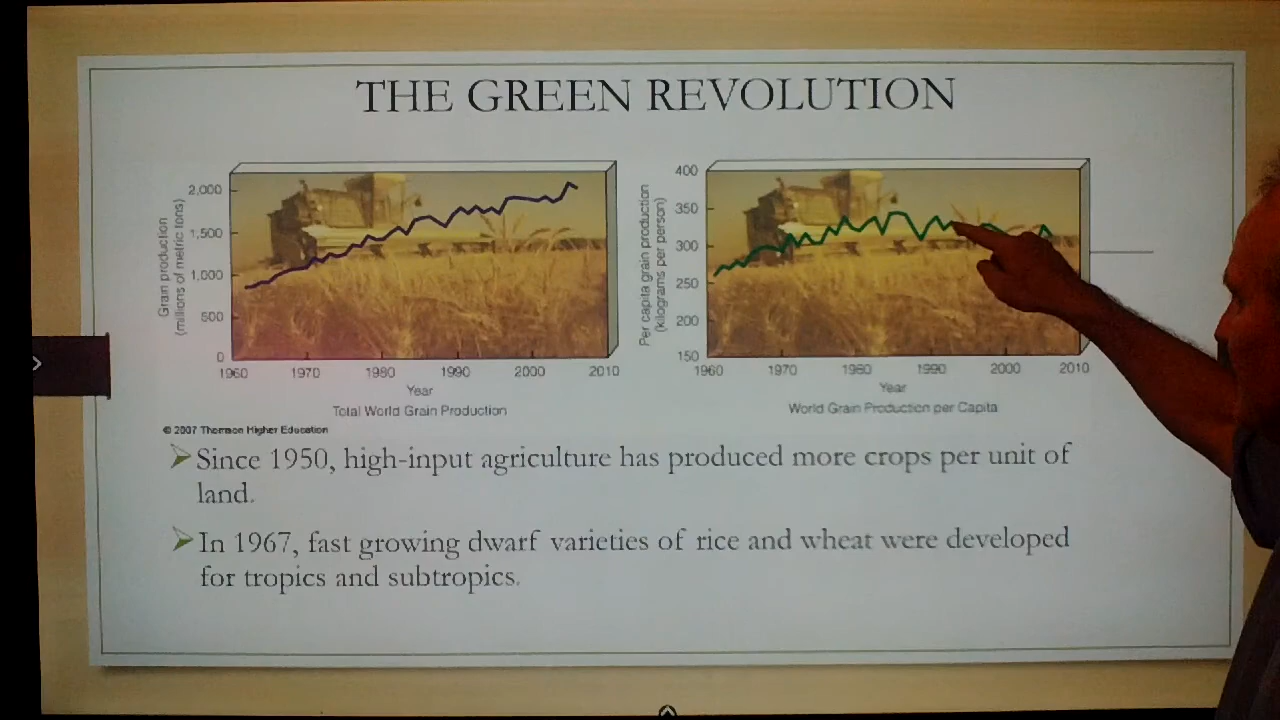 THE GREEN REVOLUTION
Grain production
(millions of metric tons)
2,000
1,500
1,000
500
0
1960 1970 1980 1990 2000 2010
Year
Total World Grain Production
Per capita grain production
(kilograms per person)
400
350
300
250
200
150
1960 1970 1980 1990 2000 2010
Year
World Grain Production per Capita
© 2007 Thomson Higher Education
Since 1950, high-input agriculture has produced more crops per unit of
land.
In 1967, fast growing dwarf varieties of rice and wheat were developed
for tropics and subtropics.